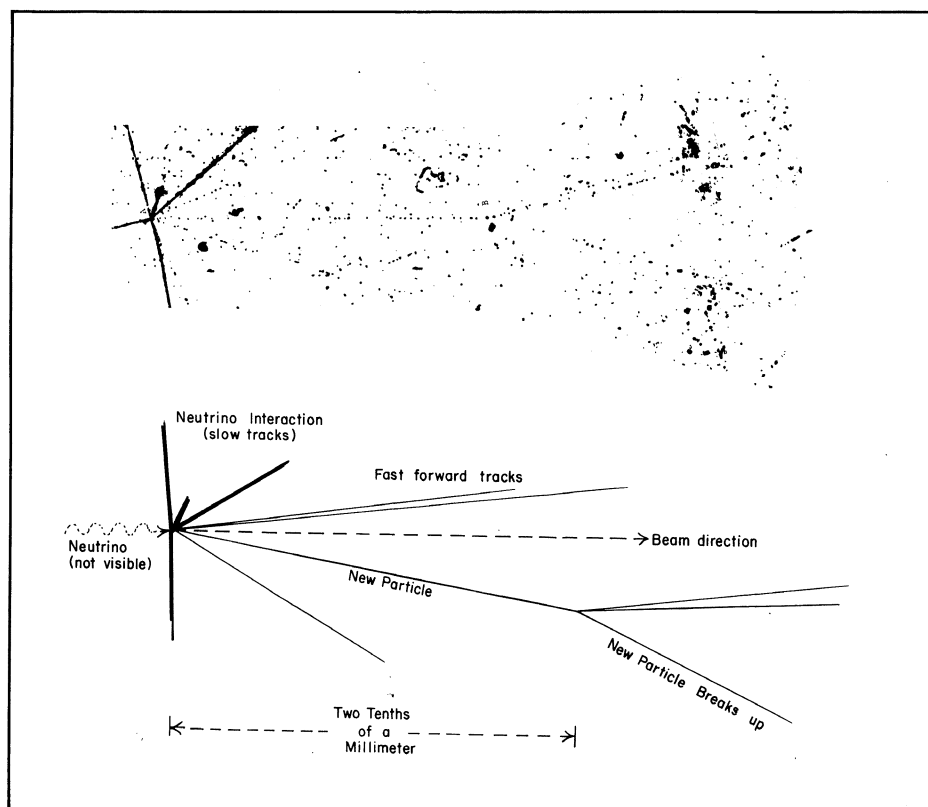 Neutrino Interaction
(slow tracks)
Fast forward tracks
Beam direction
Neutrino
(not visible)
New Particle
New Particle Breaks up
Two Tenths
of a
Millimeter